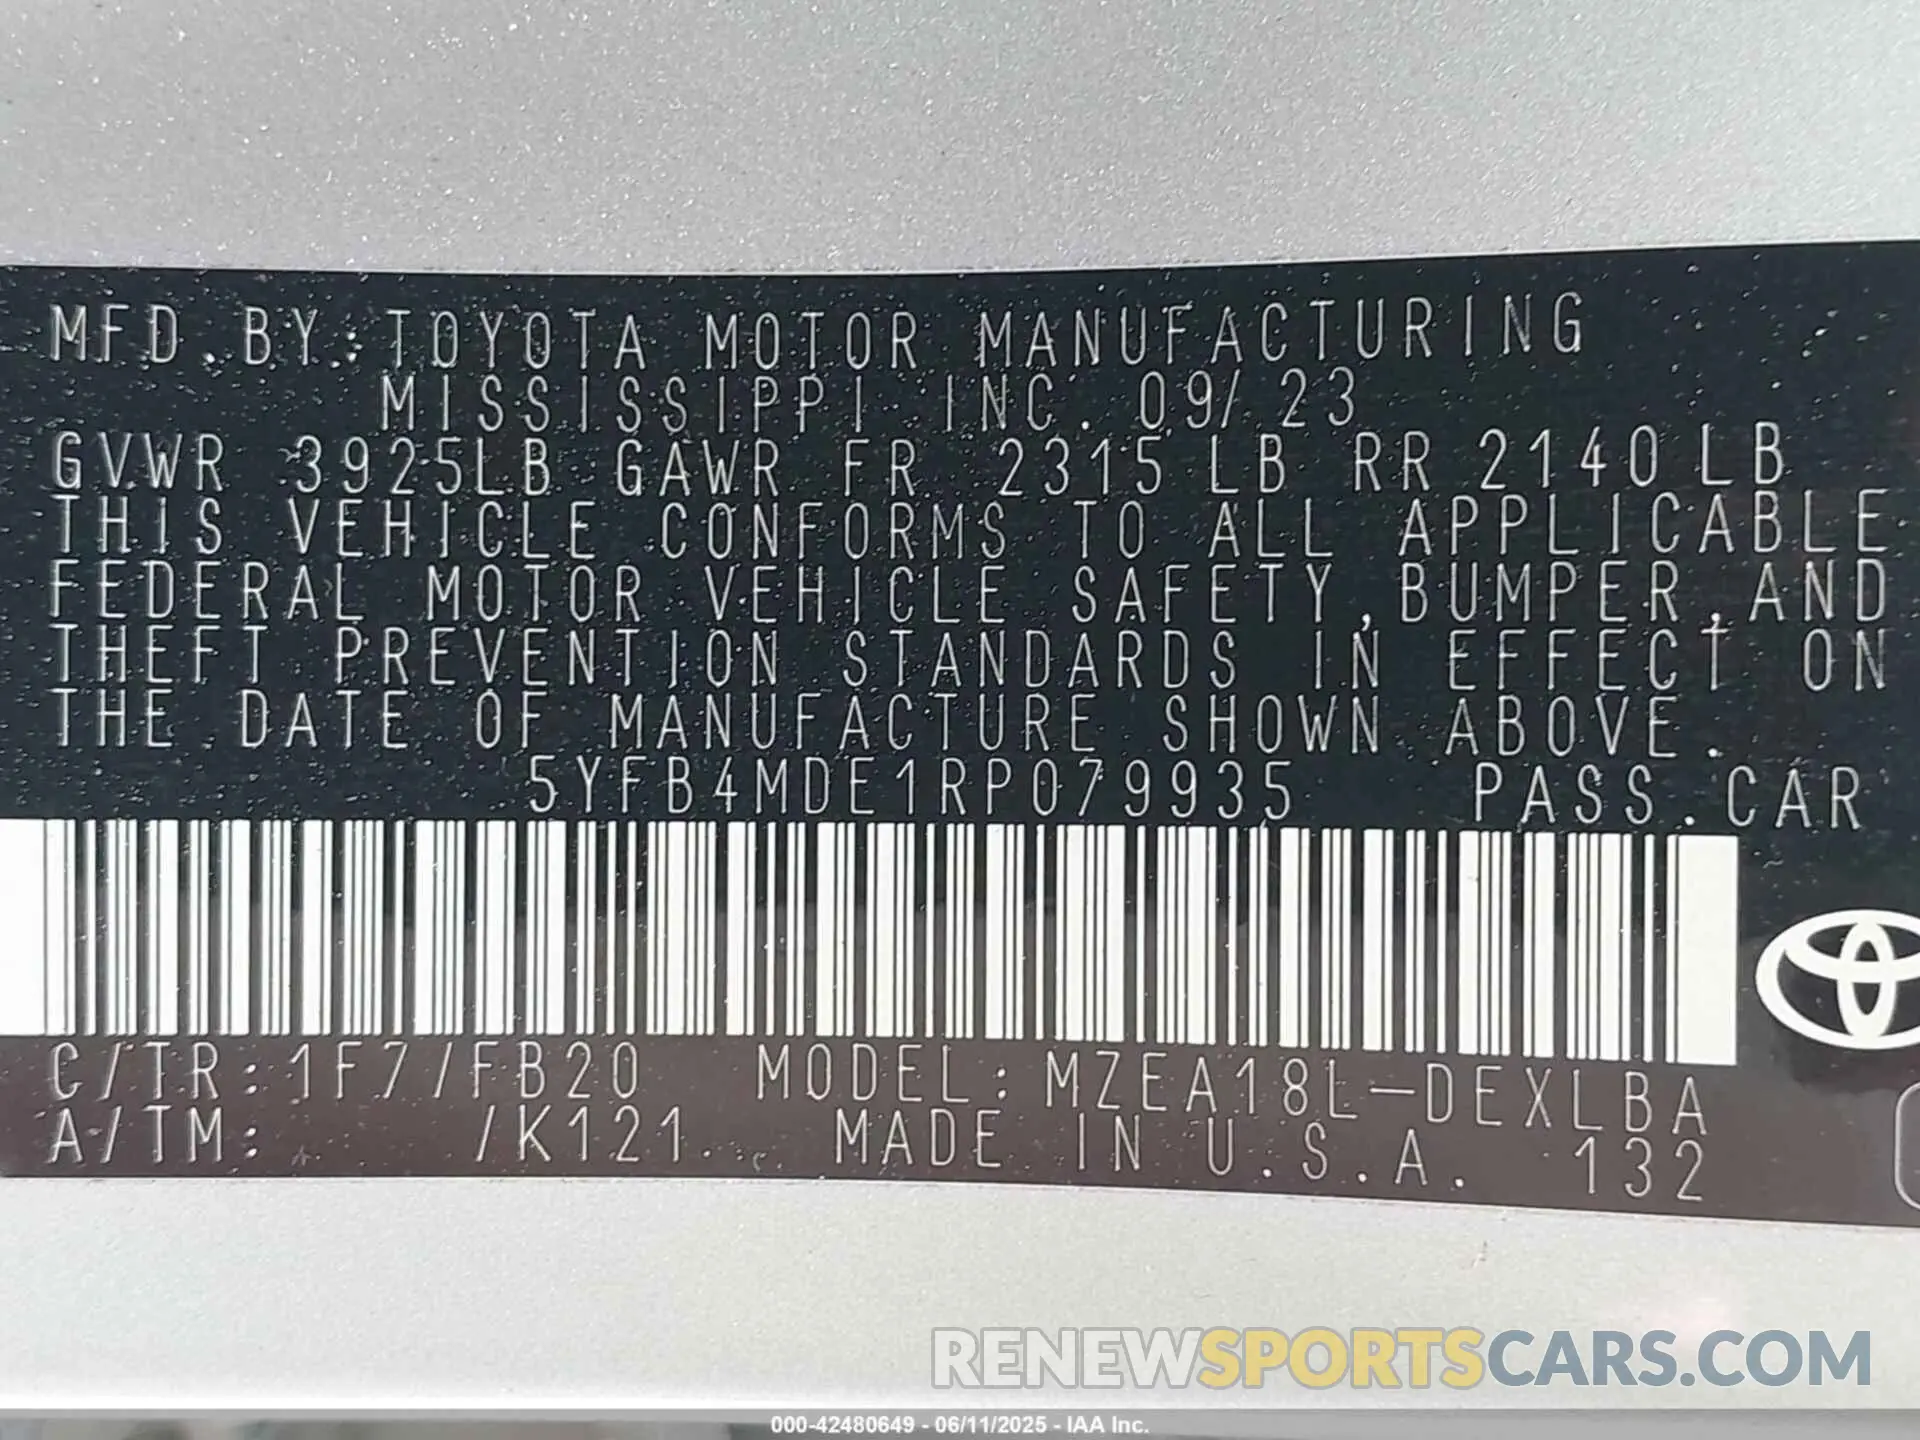 MFD.BY:TOYOTA MOTOR MANUFACTURING
MISSISSIPPI INC. 09/23
GVWR 3925LB GAWR FR 2315LB RR 2140LB
THIS VEHICLE CONFORMS TO ALL APPLICABLE
FEDERAL MOTOR VEHICLE SAFETY,BUMPER,AND
THEFT PREVENTION STANDARDS IN EFFECT ON
THE DATE OF MANUFACTURE SHOWN ABOVE.
5YFB4MDE1RP079935 PASS.CAR
C/TR:1F7/FB20 MODEL:MZEA18L-DEXLBA
A/TM: /K121. MADE IN U.S.A. 132
RENEWSPORTSCARS.COM
000-42480649 - 06/11/2025 - IAA Inc.